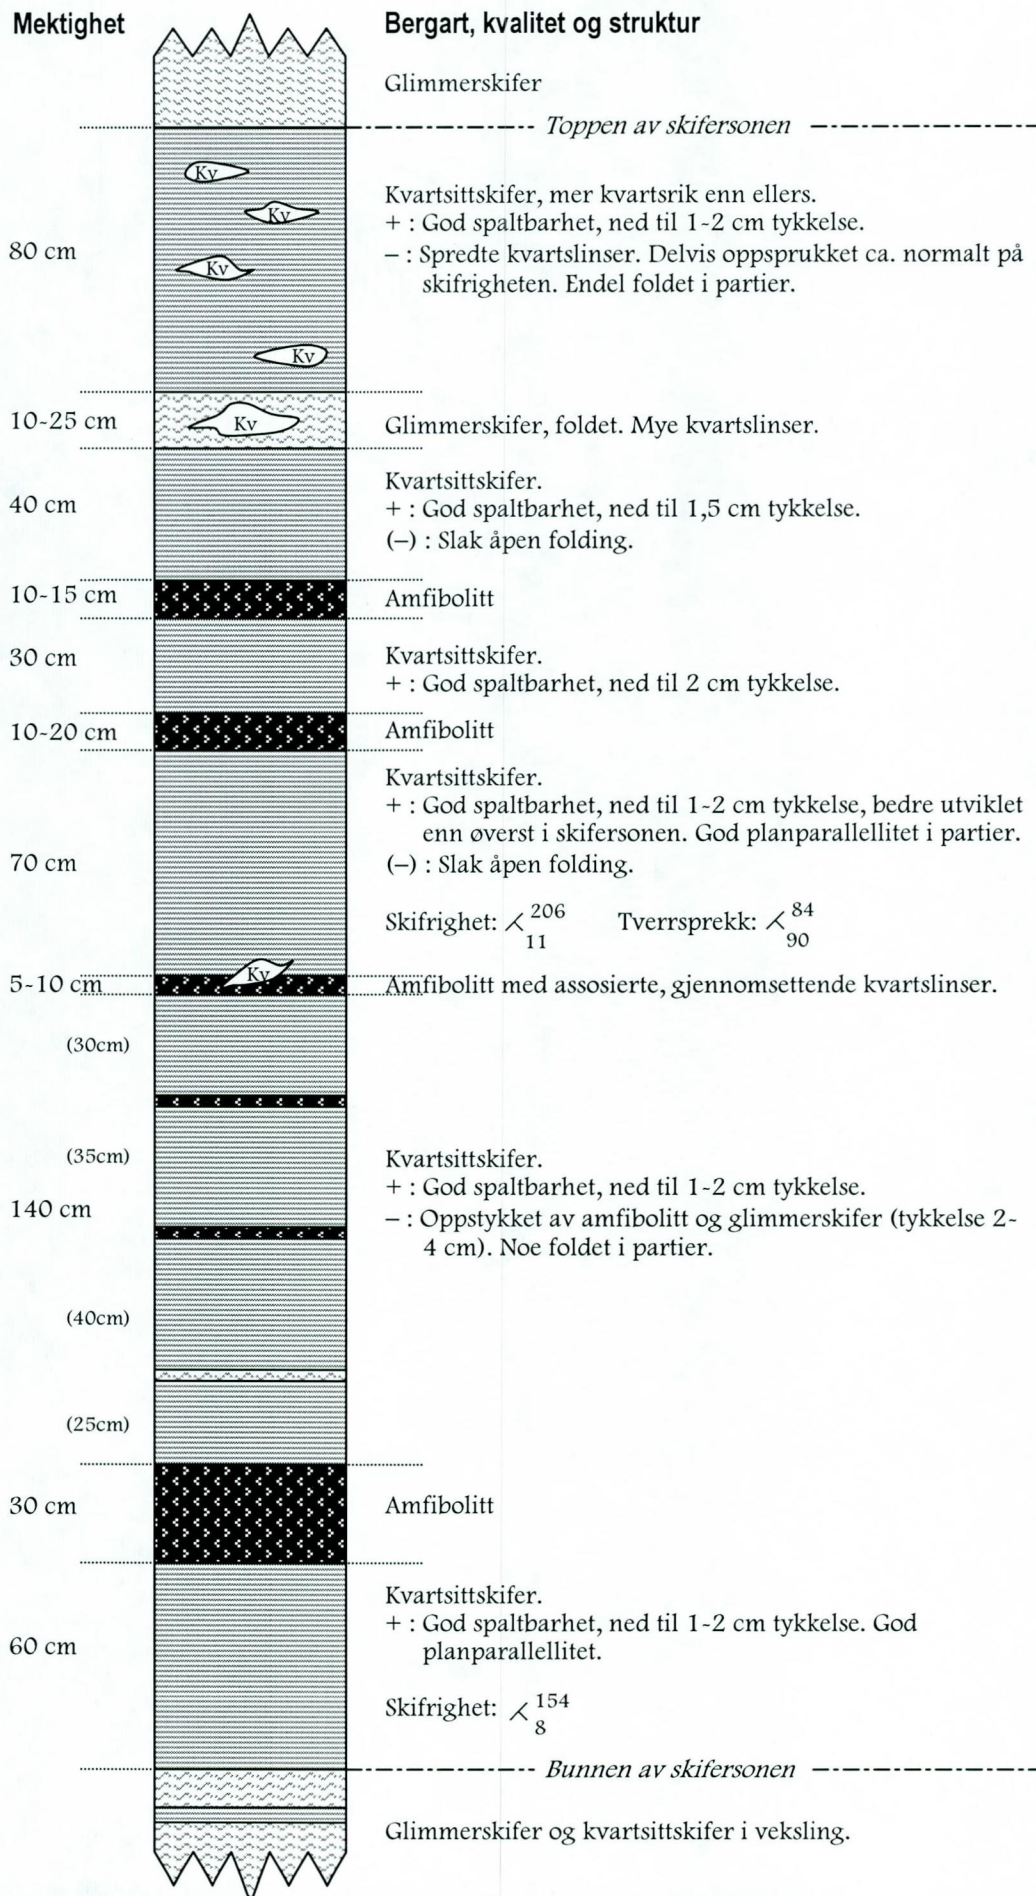 Mektighet Bergart, kvalitet og struktur
Glimmerskifer
Toppen av skifersonen
Kv
Kv
Kv
Kv
80 cm
Kvartsittskifer, mer kvartsrik enn ellers.
+ : God spaltbarhet, ned til 1-2 cm tykkelse.
– : Spredte kvartslinser. Delvis oppsprukket ca. normalt på
skifrigheten. Endel foldet i partier.
10-25 cm Kv Glimmerskifer, foldet. Mye kvartslinser.
40 cm
Kvartsittskifer.
+ : God spaltbarhet, ned til 1,5 cm tykkelse.
(–) : Slak åpen folding.
10-15 cm Amfibolitt
30 cm
Kvartsittskifer.
+ : God spaltbarhet, ned til 2 cm tykkelse.
10-20 cm Amfibolitt
70 cm
Kvartsittskifer.
+ : God spaltbarhet, ned til 1-2 cm tykkelse, bedre utviklet
enn øverst i skifersonen. God planparallellitet i partier.
(–) : Slak åpen folding.
Skifrighet: 206 11 Tverrsprekk: 84 90
5-10 cm Kv Amfibolitt med assosierte, gjennomsettende kvartslinser.
(30cm)
(35cm)
140 cm
(40cm)
(25cm)
Kvartsittskifer.
+ : God spaltbarhet, ned til 1-2 cm tykkelse.
– : Oppstykket av amfibolitt og glimmerskifer (tykkelse 2-
4 cm). Noe foldet i partier.
30 cm Amfibolitt
60 cm
Kvartsittskifer.
+ : God spaltbarhet, ned til 1-2 cm tykkelse. God
planparallellitet.
Skifrighet: 154 8
Bunnen av skifersonen
Glimmerskifer og kvartsittskifer i veksling.